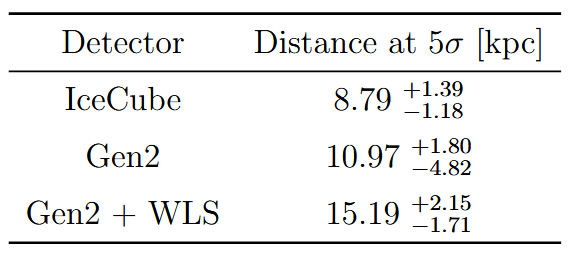 Detector Distance at 5σ [kpc]
IceCube 8.79 +1.39 −1.18
Gen2 10.97 +1.80 −4.82
Gen2 + WLS 15.19 +2.15 −1.71